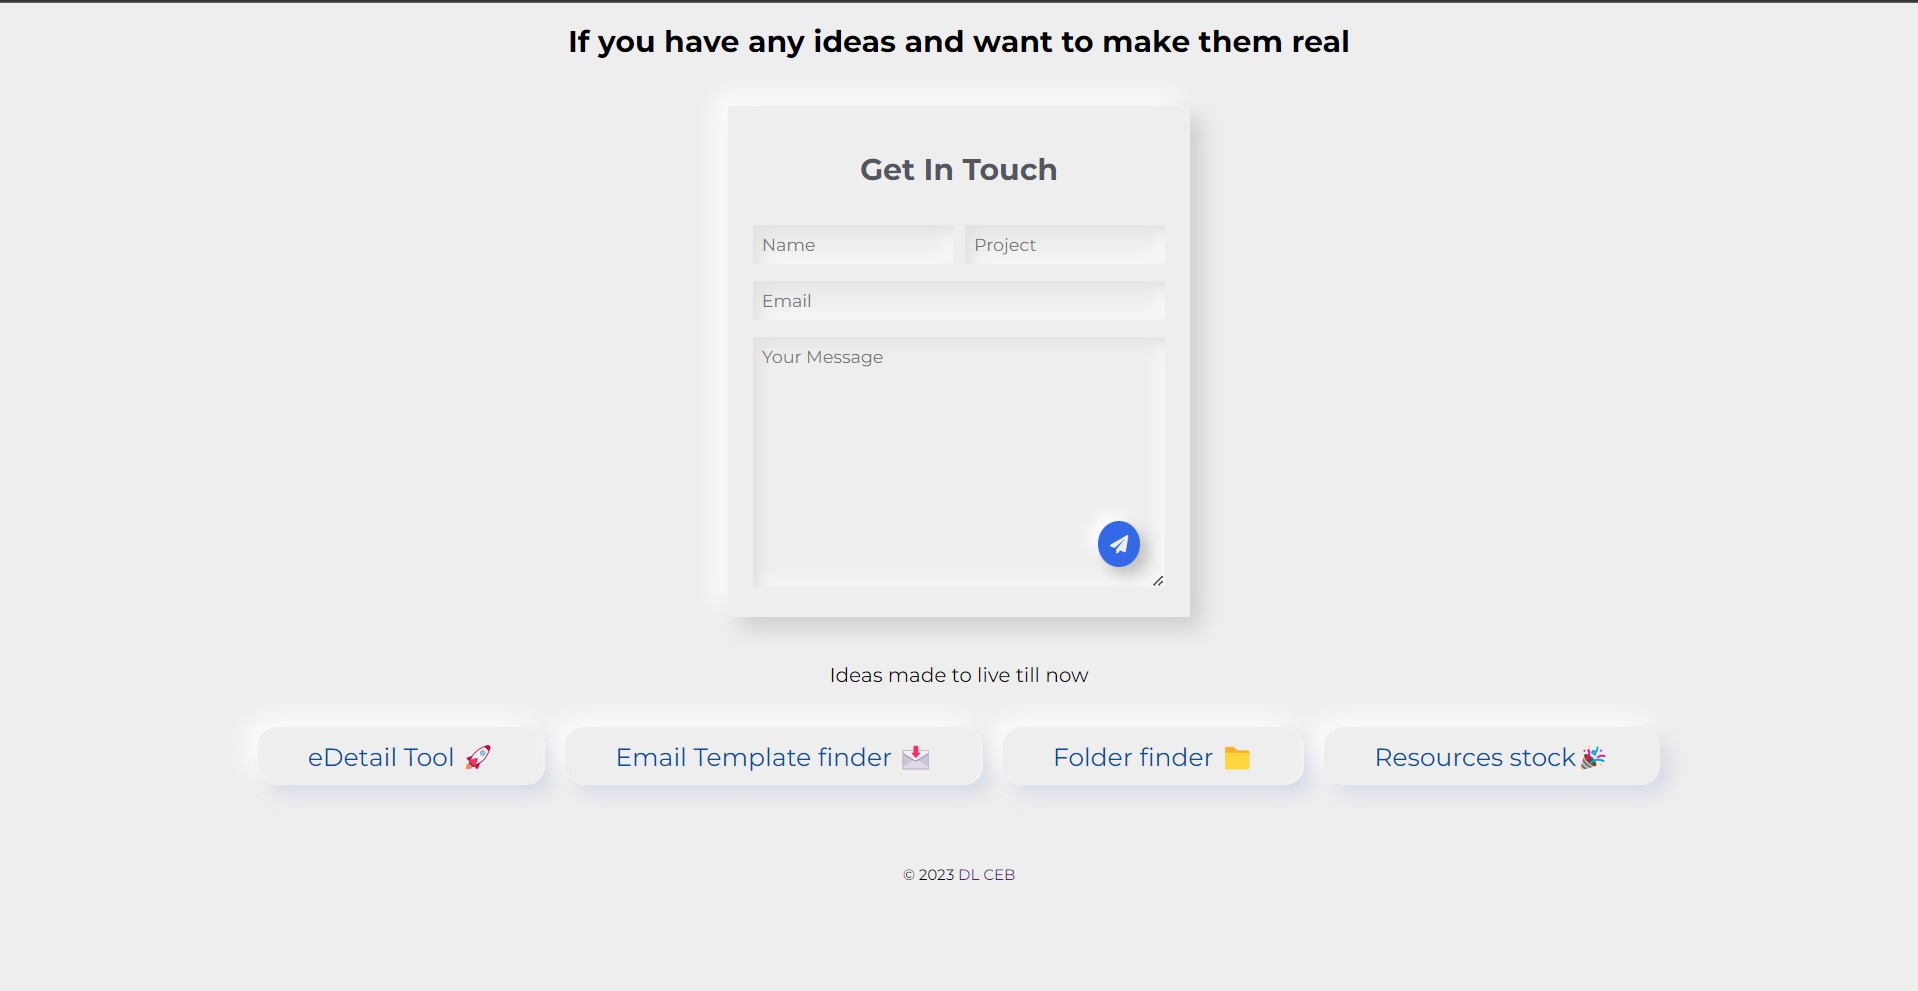 If you have any ideas and want to make them real
Get In Touch
Name Project
Email
Your Message
Ideas made to live till now
eDetail Tool 🚀 Email Template finder 📩 Folder finder 📁 Resources stock🎉
© 2023 DL CEB